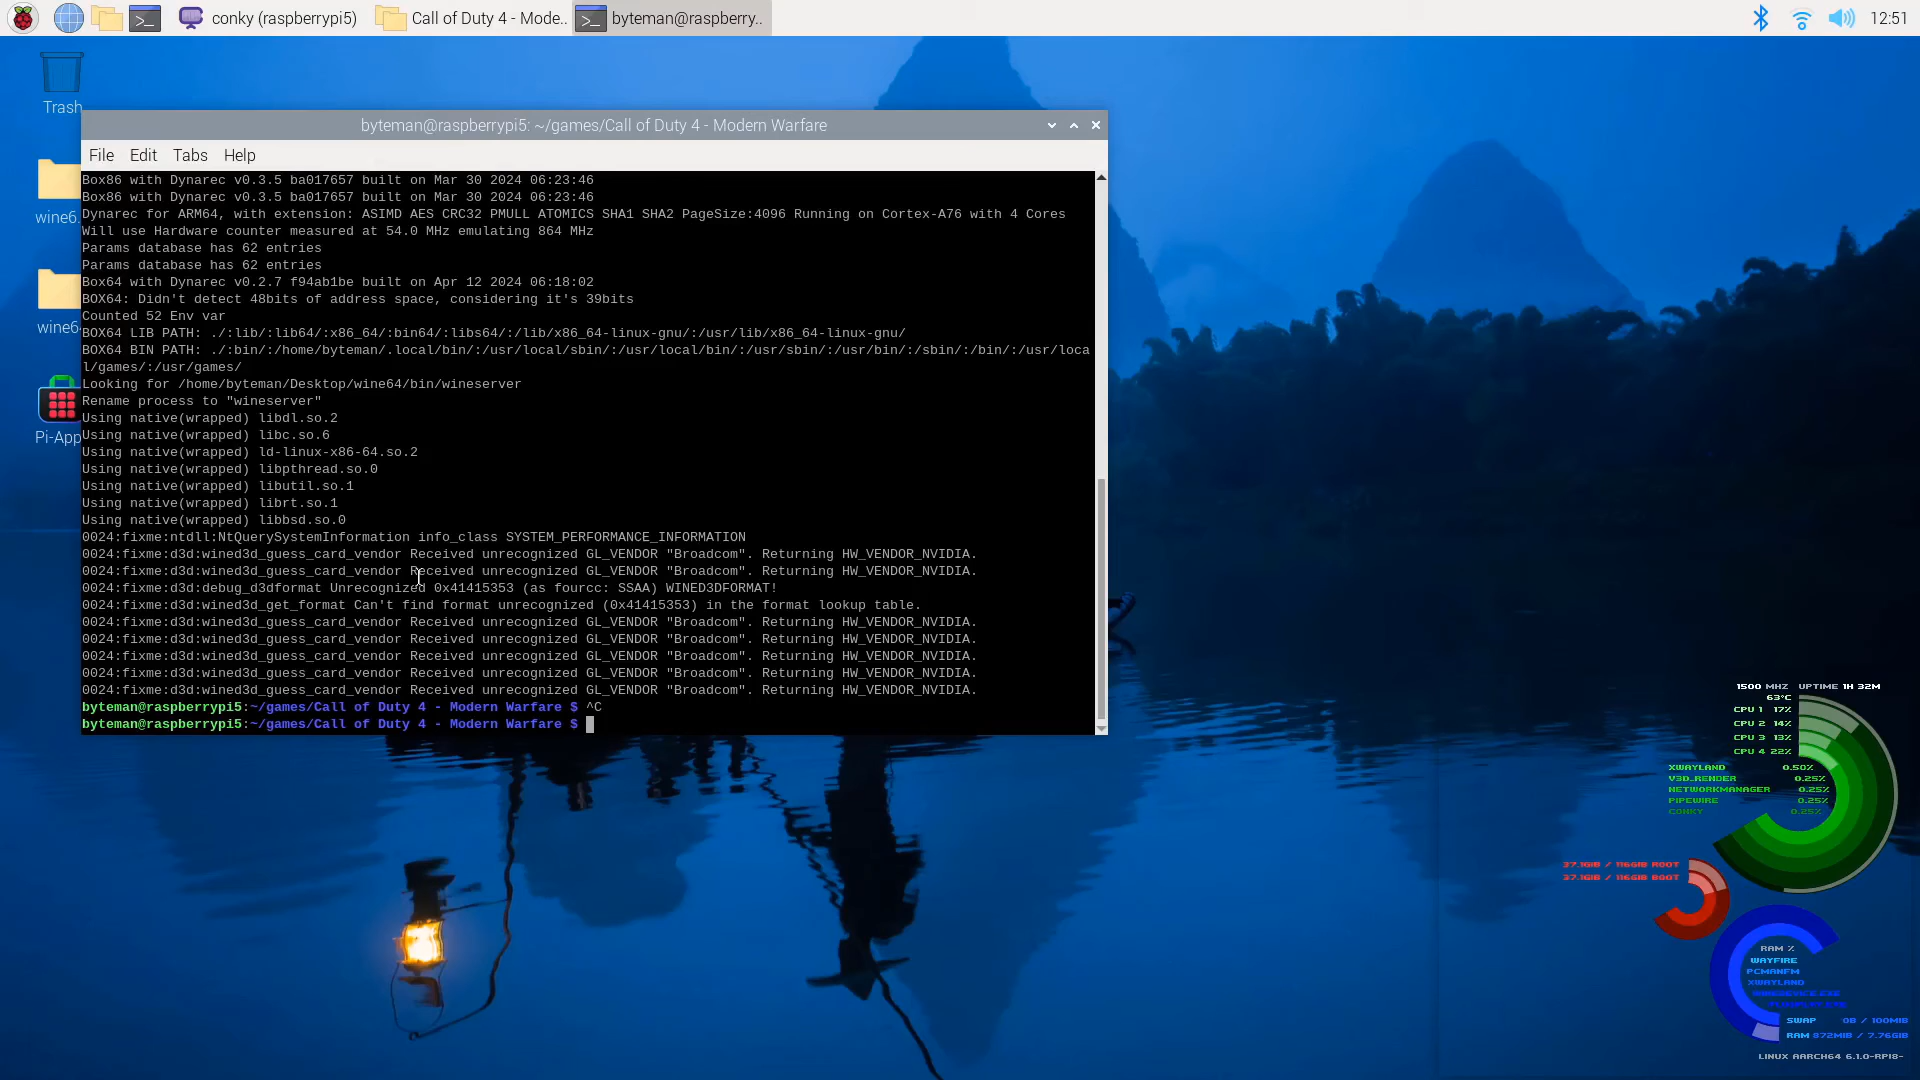 conky (raspberrypi5)
Call of Duty 4 - Mode..
byteman@raspberry..
12:51
Trash
wine6.
wine6
Pi-App
byteman@raspberrypi5: ~/games/Call of Duty 4 - Modern Warfare
File Edit Tabs Help
Box86 with Dynarec v0.3.5 ba017657 built on Mar 30 2024 06:23:46
Box86 with Dynarec v0.3.5 ba017657 built on Mar 30 2024 06:23:46
Dynarec for ARM64, with extension: ASIMD AES CRC32 PMULL ATOMICS SHA1 SHA2 PageSize:4096 Running on Cortex-A76 with 4 Cores
Will use Hardware counter measured at 54.0 MHz emulating 864 MHz
Params database has 62 entries
Params database has 62 entries
Box64 with Dynarec v0.2.7 f94ab1be built on Apr 12 2024 06:18:02
BOX64: Didn't detect 48bits of address space, considering it's 39bits
Counted 52 Env var
BOX64 LIB PATH: ./:lib/:lib64/:x86_64/:bin64/:libs64/:/lib/x86_64-linux-gnu/:/usr/lib/x86_64-linux-gnu/
BOX64 BIN PATH: ./:bin/:/home/byteman/.local/bin/:/usr/local/sbin/:/usr/local/bin/:/usr/sbin/:/usr/bin/:/sbin/:/bin/:/usr/loca
l/games/:/usr/games/
Looking for /home/byteman/Desktop/wine64/bin/wineserver
Rename process to "wineserver"
Using native(wrapped) libdl.so.2
Using native(wrapped) libc.so.6
Using native(wrapped) ld-linux-x86-64.so.2
Using native(wrapped) libpthread.so.0
Using native(wrapped) libutil.so.1
Using native(wrapped) librt.so.1
Using native(wrapped) libbsd.so.0
0024:fixme:ntdll:NtQuerySystemInformation info_class SYSTEM_PERFORMANCE_INFORMATION
0024:fixme:d3d:wined3d_guess_card_vendor Received unrecognized GL_VENDOR "Broadcom". Returning HW_VENDOR_NVIDIA.
0024:fixme:d3d:wined3d_guess_card_vendor Received unrecognized GL_VENDOR "Broadcom". Returning HW_VENDOR_NVIDIA.
0024:fixme:d3d:debug_d3dformat Unrecognized 0x41415353 (as fourcc: SSAA) WINED3DFORMAT!
0024:fixme:d3d:wined3d_get_format Can't find format unrecognized (0x41415353) in the format lookup table.
0024:fixme:d3d:wined3d_guess_card_vendor Received unrecognized GL_VENDOR "Broadcom". Returning HW_VENDOR_NVIDIA.
0024:fixme:d3d:wined3d_guess_card_vendor Received unrecognized GL_VENDOR "Broadcom". Returning HW_VENDOR_NVIDIA.
0024:fixme:d3d:wined3d_guess_card_vendor Received unrecognized GL_VENDOR "Broadcom". Returning HW_VENDOR_NVIDIA.
0024:fixme:d3d:wined3d_guess_card_vendor Received unrecognized GL_VENDOR "Broadcom". Returning HW_VENDOR_NVIDIA.
0024:fixme:d3d:wined3d_guess_card_vendor Received unrecognized GL_VENDOR "Broadcom". Returning HW_VENDOR_NVIDIA.
byteman@raspberrypi5:~/games/Call of Duty 4 - Modern Warfare $ ^C
byteman@raspberrypi5:~/games/Call of Duty 4 - Modern Warfare $
1500 MHZ UPTIME 1H 32M
63°C
CPU 1 17%
CPU 2 14%
CPU 3 13%
CPU 4 22%
XWAYLAND 0.50%
V3D_RENDER 0.25%
NETWORKMANAGER 0.25%
PIPEWIRE 0.25%
CONKY 0.25%
37.1GIB / 116GIB ROOT
37.1GIB / 116GIB ROOT
RAM %
WAYFIRE
PCMANFM
XWAYLAND
SWAP 0B / 100MIB
RAM 872MIB / 7.76GIB
LINUX AARCH64 6.1.0-RPI8-